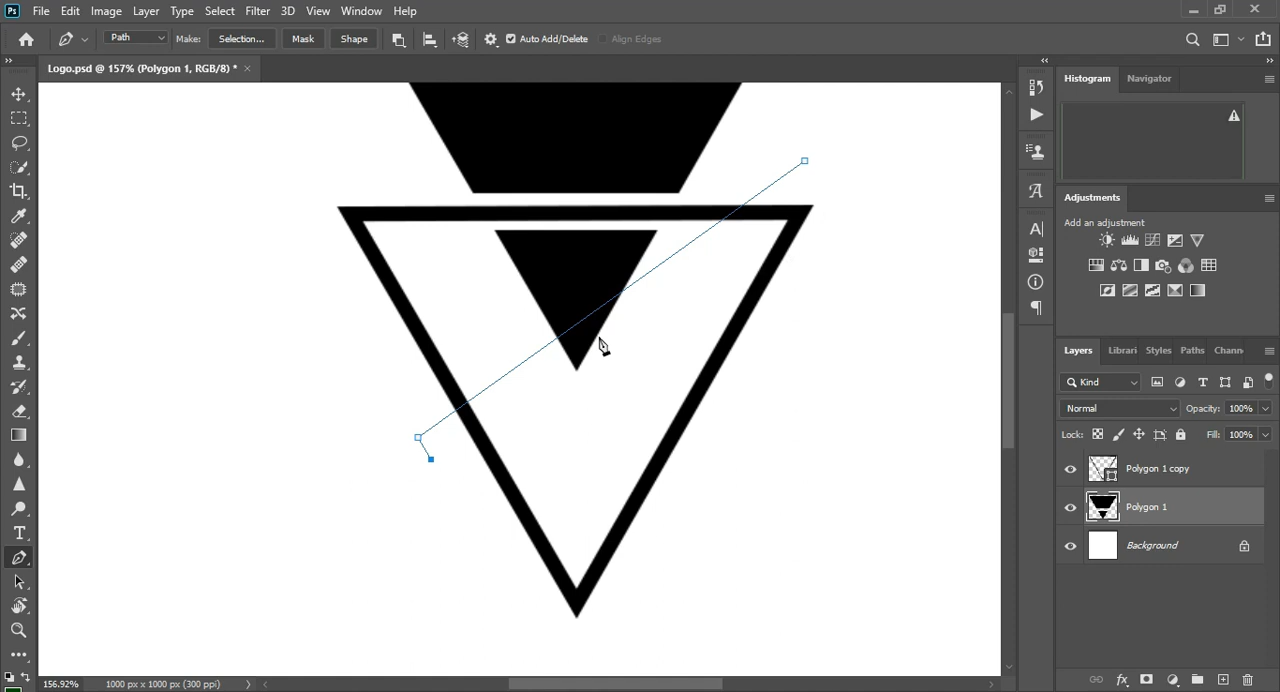 Ps File Edit Image Layer Type Select Filter 3D View Window Help
Path Make: Selection... Mask Shape Auto Add/Delete Align Edges
Logo.psd @ 157% (Polygon 1, RGB/8) * ×
Histogram Navigator
Adjustments
Add an adjustment
Layers Librari Styles Paths Chann
Kind
Normal Opacity: 100%
Lock: Fill: 100%
Polygon 1 copy
Polygon 1
Background
156.92% 1000 px x 1000 px (300 ppi)